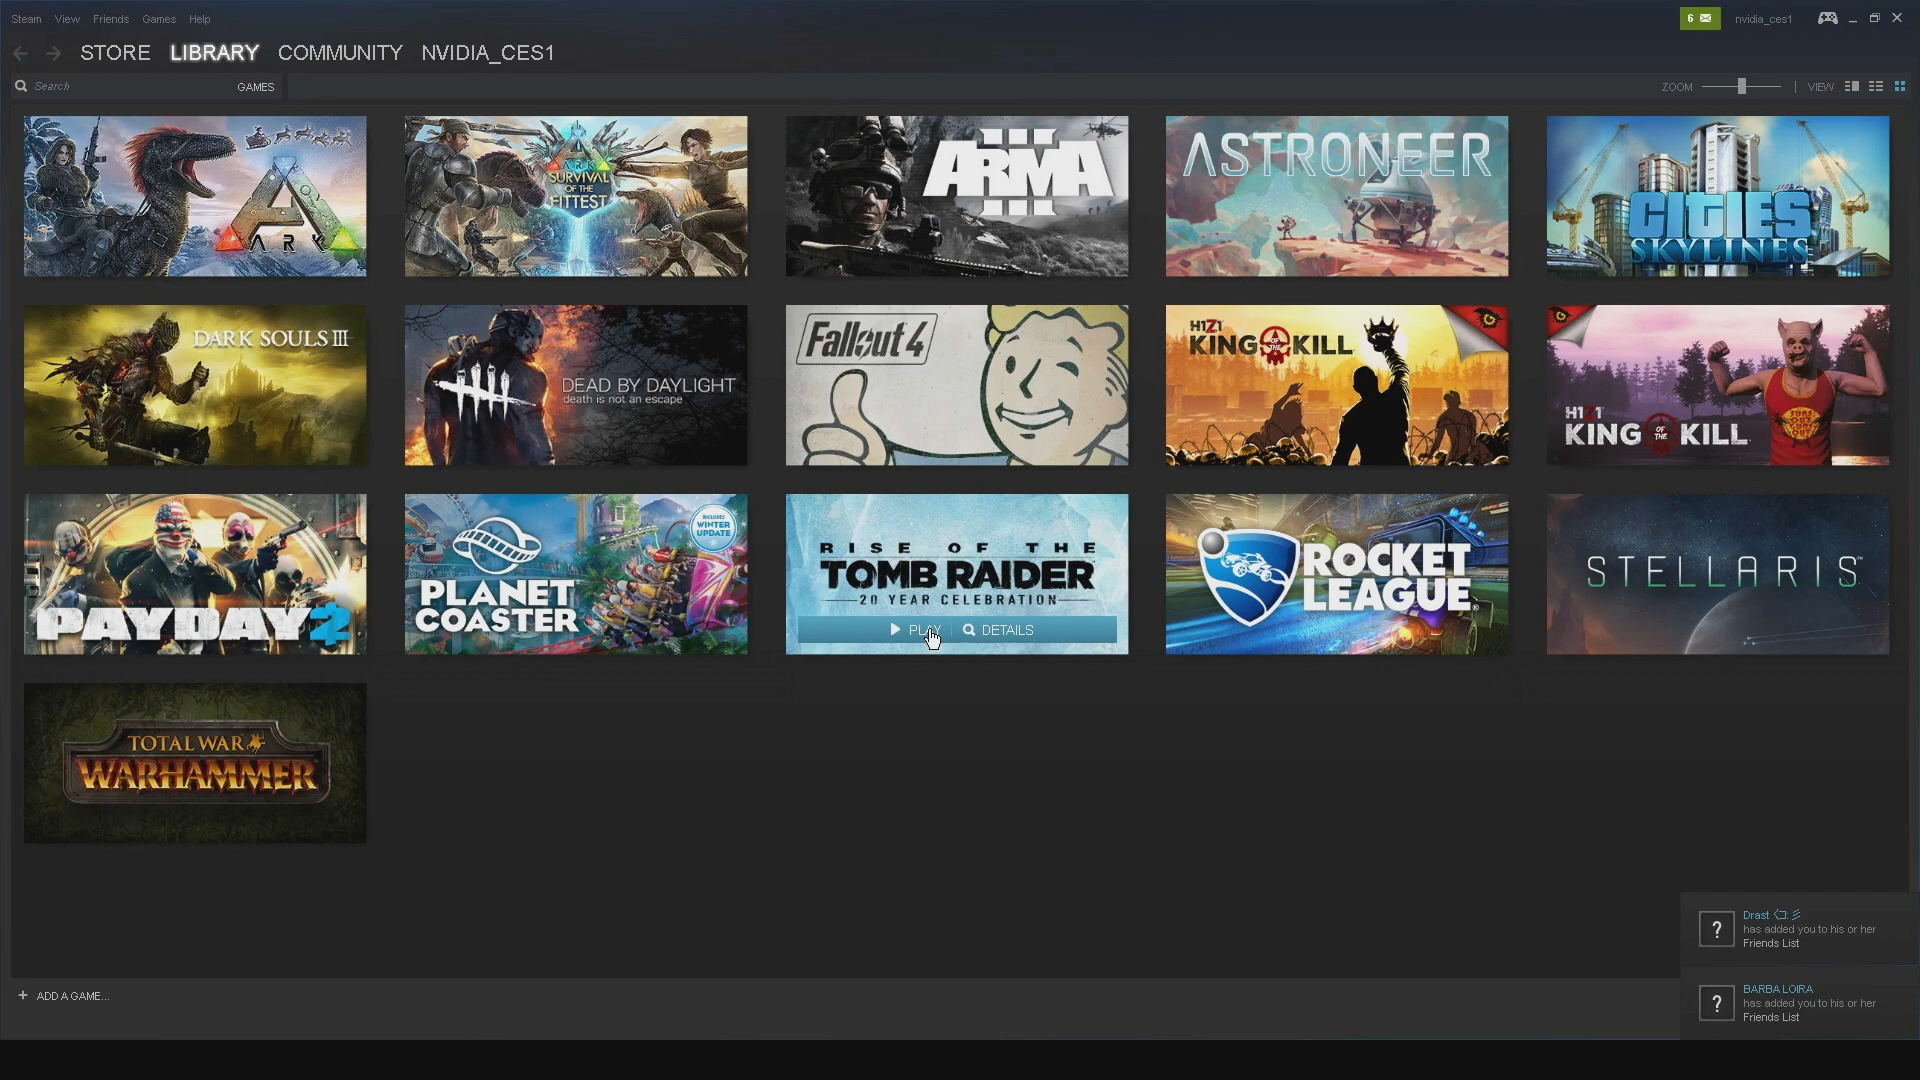 Steam View Friends Games Help
6 nvidia_ces1
STORE LIBRARY COMMUNITY NVIDIA_CES1
Search GAMES
ZOOM VIEW
ARK
ARK
SURVIVAL
OF THE
FITTEST
ARMA
III
ASTRONEER
CITIES
SKYLINES
DARK SOULS III
DEAD BY DAYLIGHT
death is not an escape
Fallout 4
H1Z1
KING OF THE KILL
H1Z1
KING OF THE KILL
SUNS
OUT
GUNS
OUT
PAYDAY 2
PLANET
COASTER
INCLUDES
WINTER
UPDATE
RISE OF THE
TOMB RAIDER
20 YEAR CELEBRATION
PLAY DETAILS
ROCKET
LEAGUE
STELLARIS
TOTAL WAR
WARHAMMER
Drast
has added you to his or her
Friends List
BARBA LOIRA
has added you to his or her
Friends List
+ ADD A GAME...